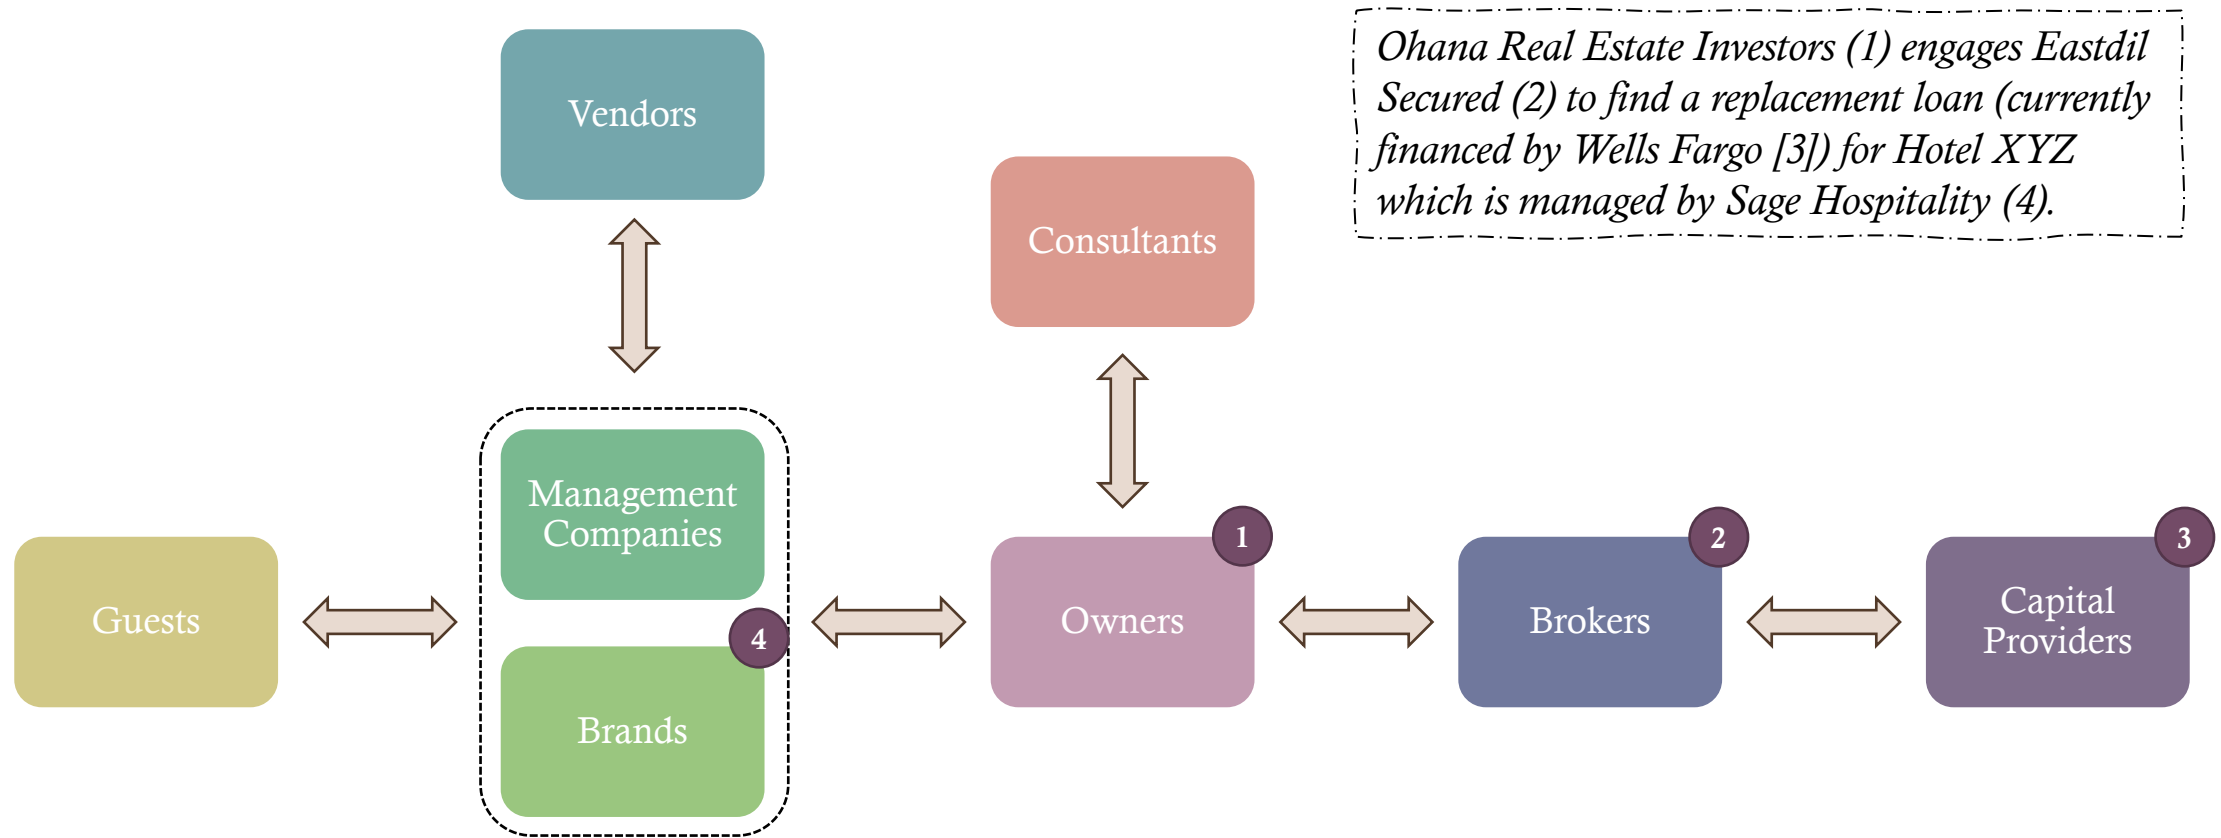 Ohana Real Estate Investors (1) engages Eastdil
Secured (2) to find a replacement loan (currently
financed by Wells Fargo [3]) for Hotel XYZ
which is managed by Sage Hospitality (4).
Vendors
Consultants
Management
Companies
4
Brands
Guests
1
Owners
2
Brokers
3
Capital
Providers